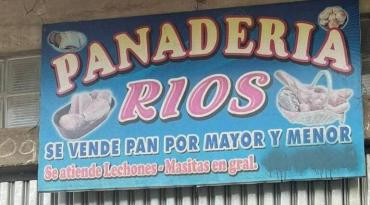 PANADERIA
RIOS
SE VENDE PAN POR MAYOR Y MENOR
Se atiende Lechones - Masitas en gral.